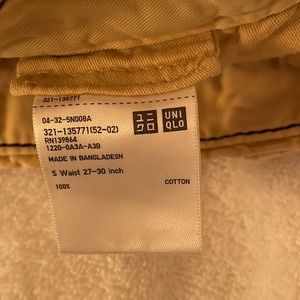 321-135771
04-32-5N008A
321-135771(52-02)
RN139864
1220-0A3A-A3B
MADE IN BANGLADESH
S Waist 27-30 inch
100% COTTON
ユニ
クロ
UNI
QLO